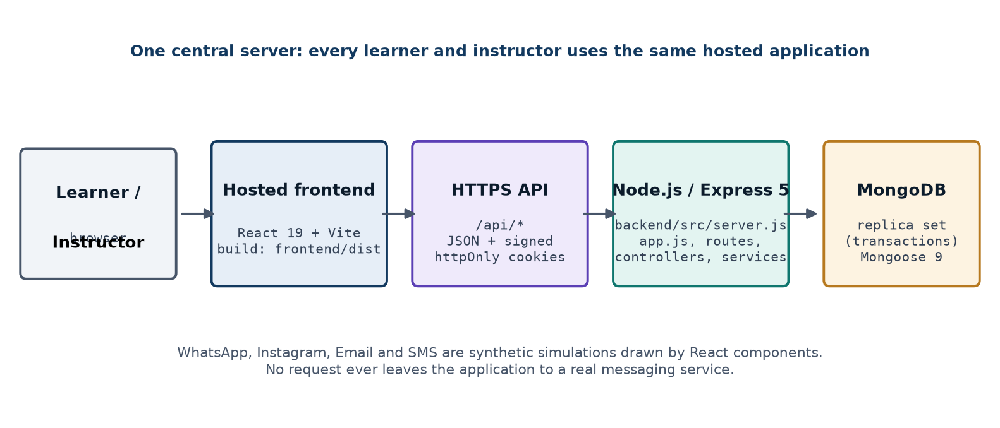 One central server: every learner and instructor uses the same hosted application
Learner /
Instructor
browser
Hosted frontend
React 19 + Vite
build: frontend/dist
HTTPS API
/api/*
JSON + signed
httpOnly cookies
Node.js / Express 5
backend/src/server.js
app.js, routes,
controllers, services
MongoDB
replica set
(transactions)
Mongoose 9
WhatsApp, Instagram, Email and SMS are synthetic simulations drawn by React components.
No request ever leaves the application to a real messaging service.